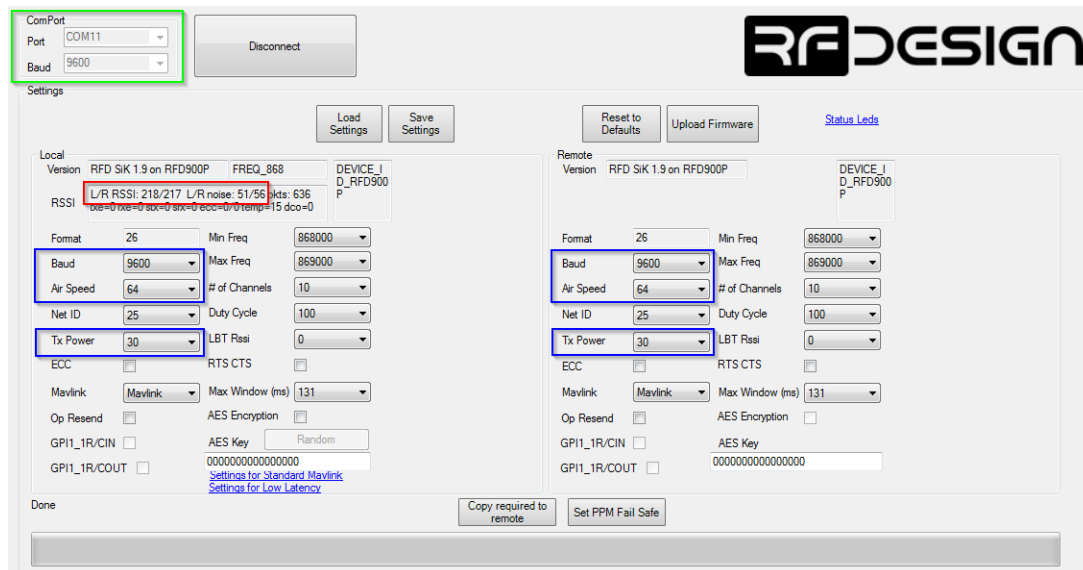 ComPort
Port COM11
Baud 9600
Disconnect
RFDESIGN
Settings
Load Settings
Save Settings
Reset to Defaults
Upload Firmware
Status Leds
Local
Version RFD SiK 1.9 on RFD900P FREQ_868 DEVICE_I
D_RFD900
P
RSSI L/R RSSI: 218/217 L/R noise: 51/56 pkts: 636
txe=0 rxe=0 stx=0 srx=0 ecc=0/0 temp=15 dco=0
Format 26 Min Freq 868000
Baud 9600 Max Freq 869000
Air Speed 64 # of Channels 10
Net ID 25 Duty Cycle 100
Tx Power 30 LBT Rssi 0
ECC RTS CTS
Mavlink Mavlink Max Window (ms) 131
Op Resend AES Encryption
GPI1_1R/CIN AES Key Random
GPI1_1R/COUT 0000000000000000
Settings for Standard Mavlink
Settings for Low Latency
Remote
Version RFD SiK 1.9 on RFD900P DEVICE_I
D_RFD900
P
Format 26 Min Freq 868000
Baud 9600 Max Freq 869000
Air Speed 64 # of Channels 10
Net ID 25 Duty Cycle 100
Tx Power 30 LBT Rssi 0
ECC RTS CTS
Mavlink Mavlink Max Window (ms) 131
Op Resend AES Encryption
GPI1_1R/CIN AES Key
GPI1_1R/COUT 0000000000000000
Done
Copy required to
remote
Set PPM Fail Safe